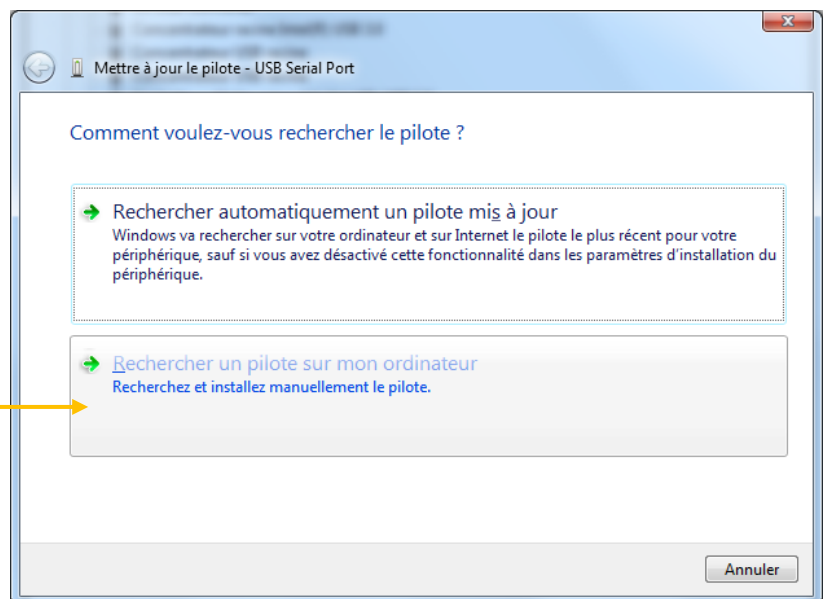 Mettre à jour le pilote - USB Serial Port
Comment voulez-vous rechercher le pilote ?
Rechercher automatiquement un pilote mis à jour
Windows va rechercher sur votre ordinateur et sur Internet le pilote le plus récent pour votre
périphérique, sauf si vous avez désactivé cette fonctionnalité dans les paramètres d'installation du
périphérique.
Rechercher un pilote sur mon ordinateur
Recherchez et installez manuellement le pilote.
Annuler